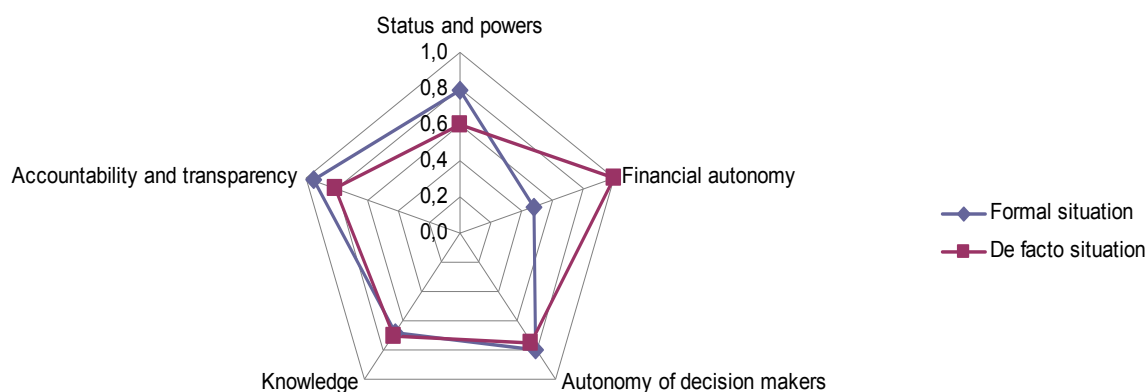 Status and powers
1,0
0,8
0,6
0,4
0,2
0,0
Accountability and transparency
Financial autonomy
Formal situation
De facto situation
Knowledge
Autonomy of decision makers